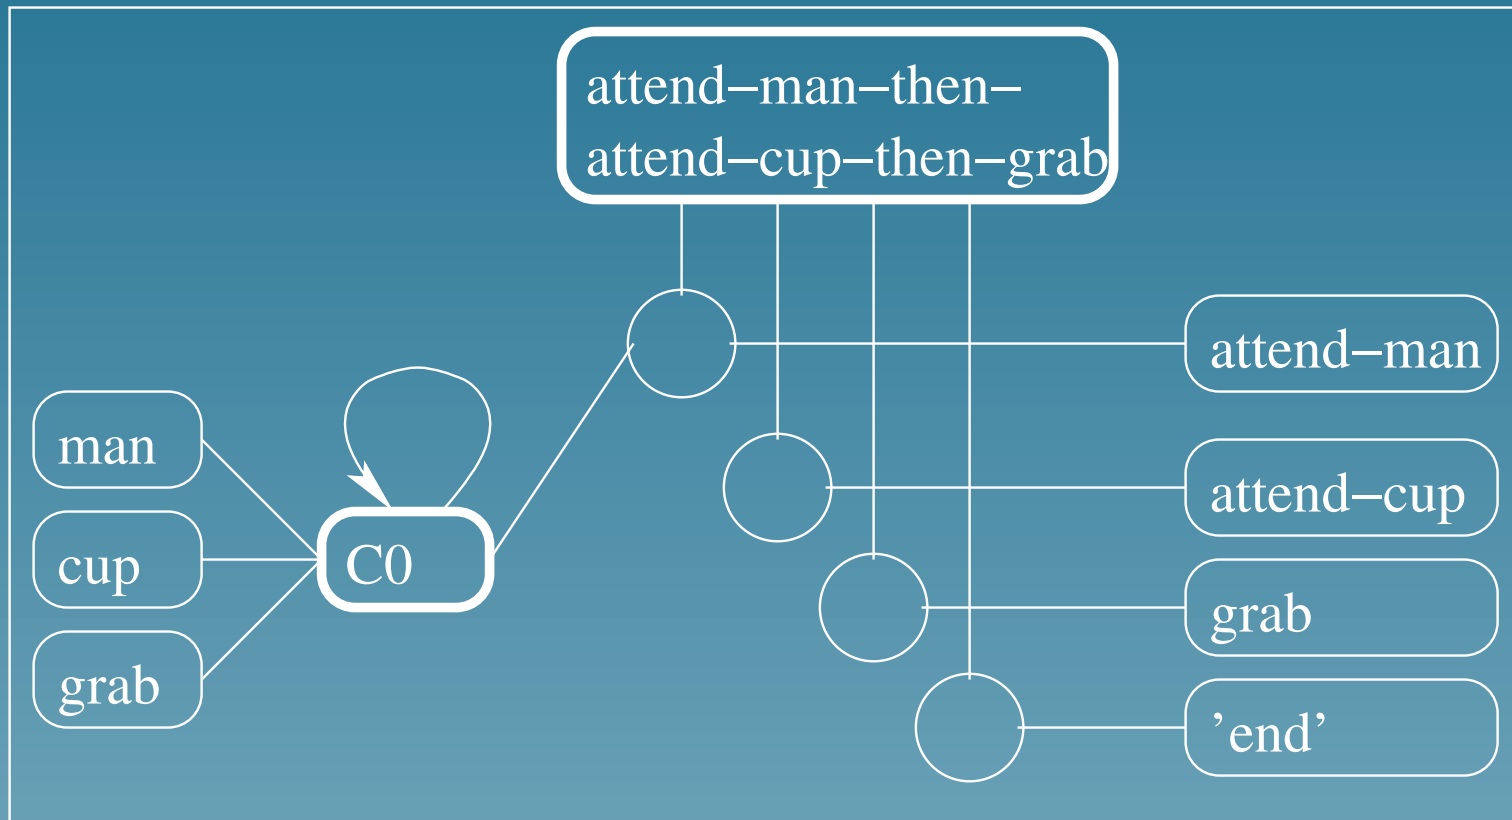 attend–man–then–
attend–cup–then–grab
attend–man
man
attend–cup
cup
C0
grab
grab
’end’